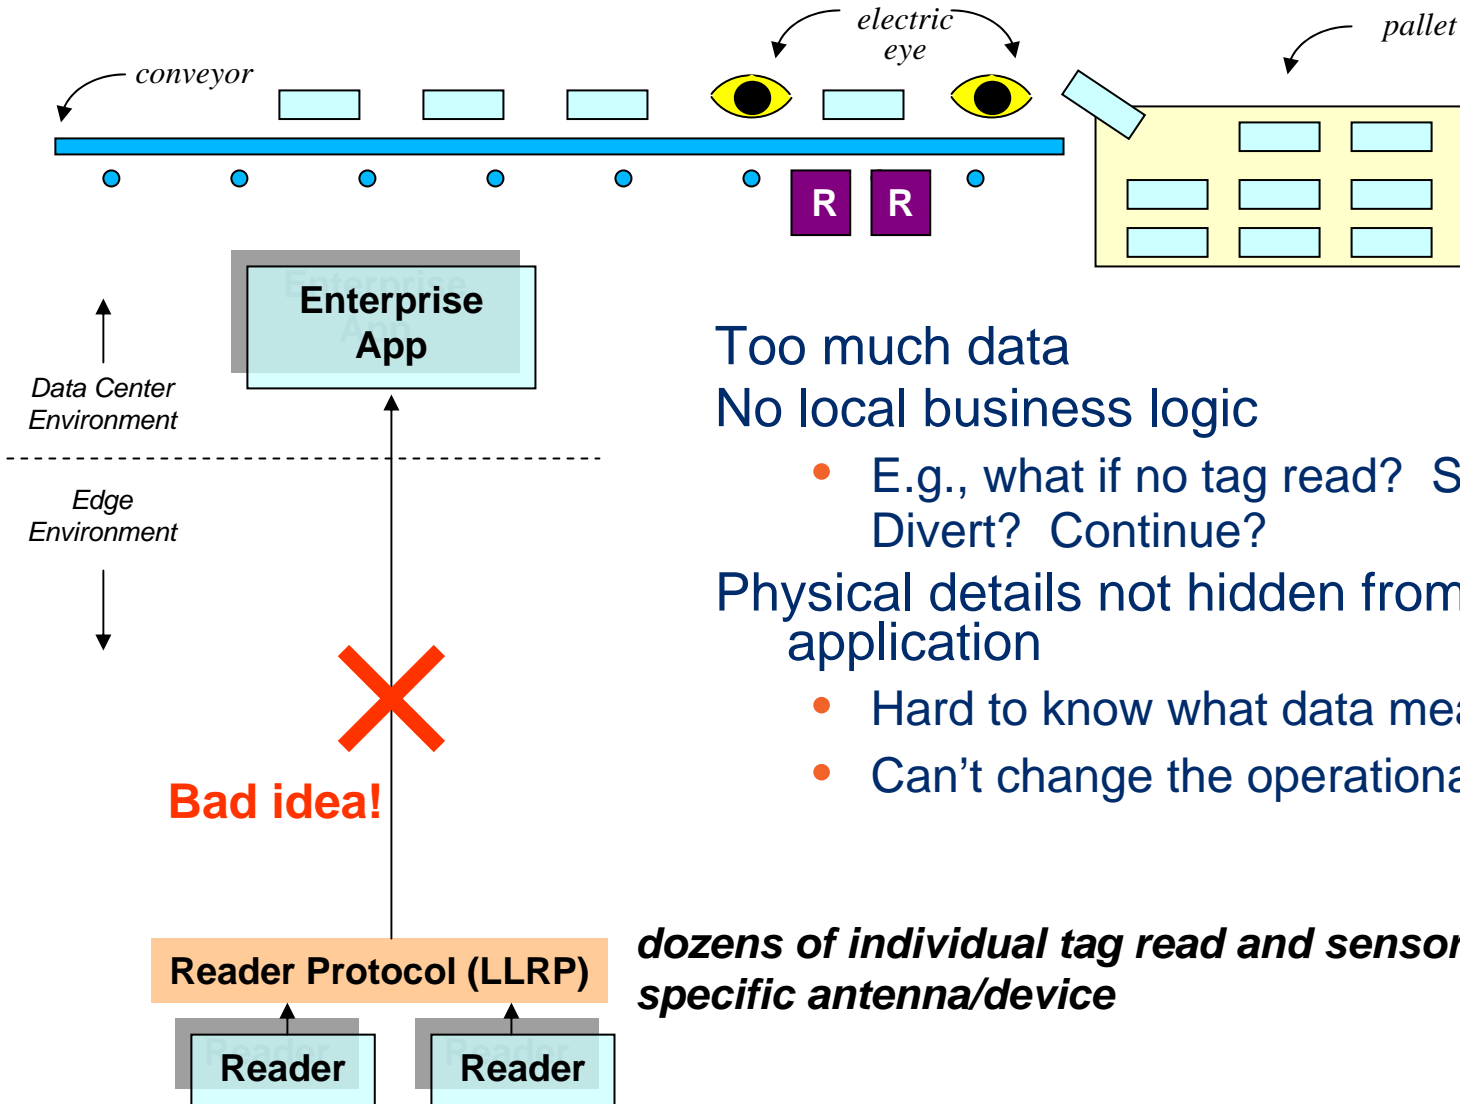 electric
eye
pallet
conveyor
R R
Enterprise
App
Data Center
Environment
Edge
Environment
Too much data
No local business logic
• E.g., what if no tag read? S
Divert? Continue?
Physical details not hidden from
application
• Hard to know what data mea
• Can't change the operationa
Bad idea!
Reader Protocol (LLRP)
dozens of individual tag read and sensor
specific antenna/device
Reader Reader